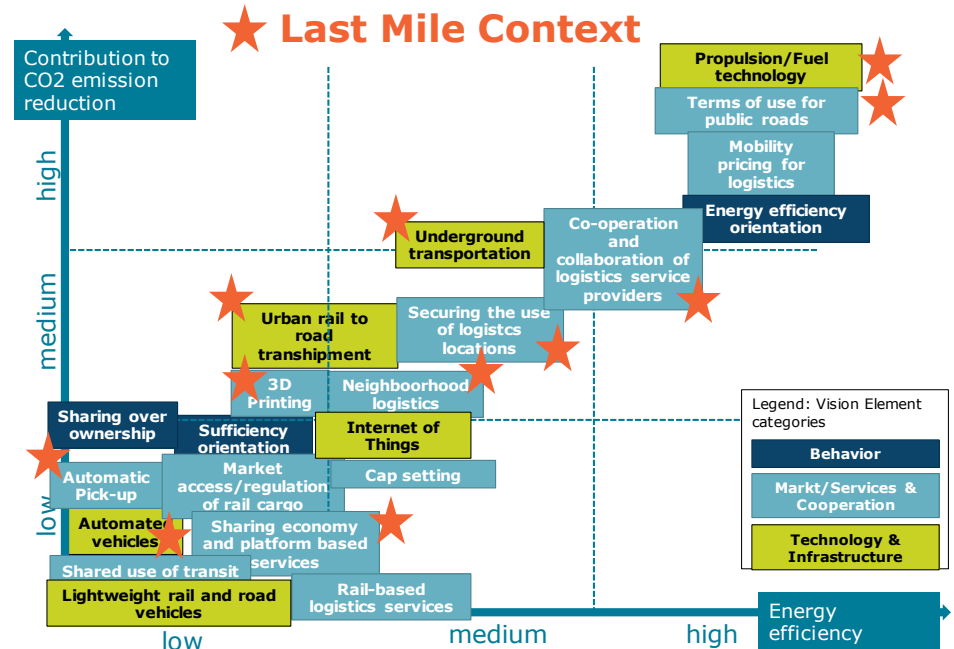 Last Mile Context
Contribution to
CO2 emission
reduction
Propulsion/Fuel
technology
Terms of use for
public roads
Mobility
pricing for
logistics
Energy efficiency
orientation
high
Underground
transportation
Co-operation
and
collaboration of
logistics service
providers
Urban rail to
road
transhipment
Securing the use
of logistcs
locations
medium
3D
Printing
Neighboorhood
logistics
Sharing over
ownership
Sufficiency
orientation
Internet of
Things
Automatic
Pick-up
Market
access/regulation
of rail cargo
Cap setting
low
Automated
vehicles
Sharing economy
and platform based
services
Shared use of transit
Lightweight rail and road
vehicles
Rail-based
logistics services
Legend: Vision Element
categories
Behavior
Markt/Services &
Cooperation
Technology &
Infrastructure
low
medium
high
Energy
efficiency